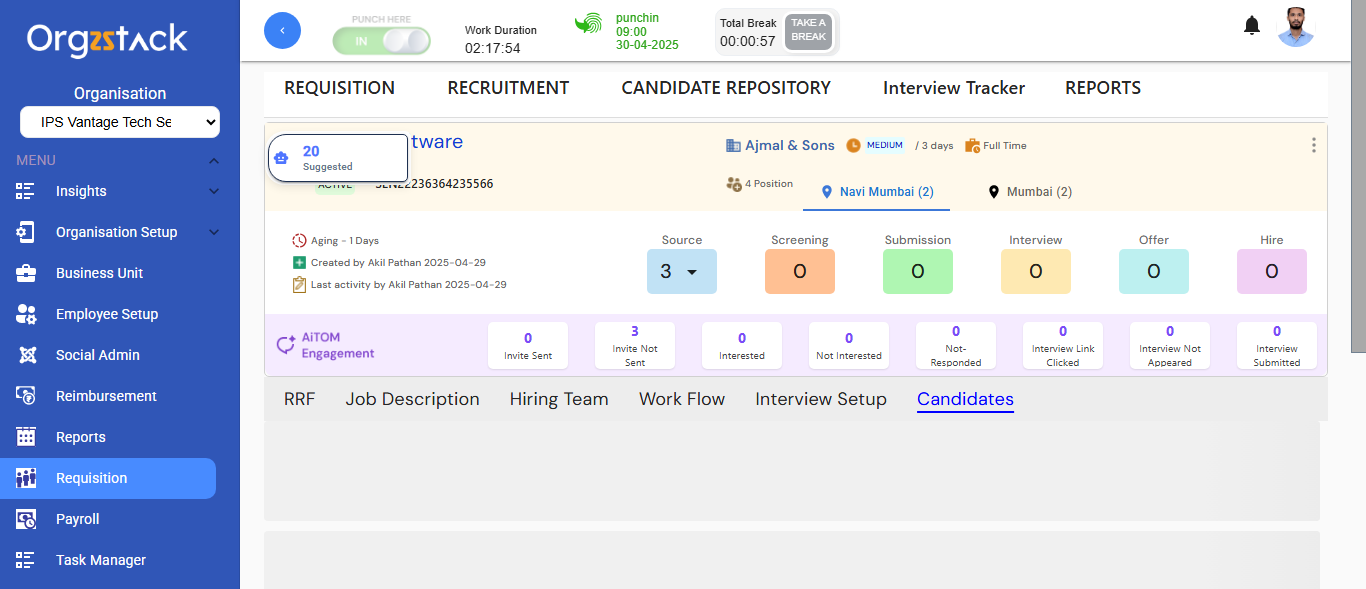 Orgzstack
Organisation
IPS Vantage Tech Se
MENU
Insights
Organisation Setup
Business Unit
Employee Setup
Social Admin
Reimbursement
Reports
Requisition
Payroll
Task Manager
PUNCH HERE
IN
Work Duration
02:17:54
punchin
09:00
30-04-2025
Total Break
00:00:57
TAKE A
BREAK
REQUISITION RECRUITMENT CANDIDATE REPOSITORY Interview Tracker REPORTS
20
Suggested
tware
ACTIVE
Ajmal & Sons MEDIUM / 3 days Full Time
4 Position Navi Mumbai (2) Mumbai (2)
Aging - 1 Days
Created by Akil Pathan 2025-04-29
Last activity by Akil Pathan 2025-04-29
Source Screening Submission Interview Offer Hire
3 0 0 0 0 0
AiTOM
Engagement
0
Invite Sent
3
Invite Not
Sent
0
Interested
0
Not Interested
0
Not-
Responded
0
Interview Link
Clicked
0
Interview Not
Appeared
0
Interview
Submitted
RRF Job Description Hiring Team Work Flow Interview Setup Candidates